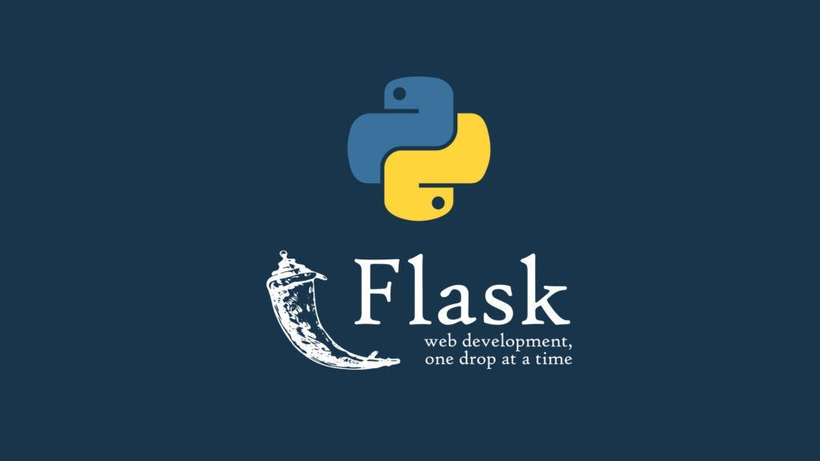 Flask
web development,
one drop at a time